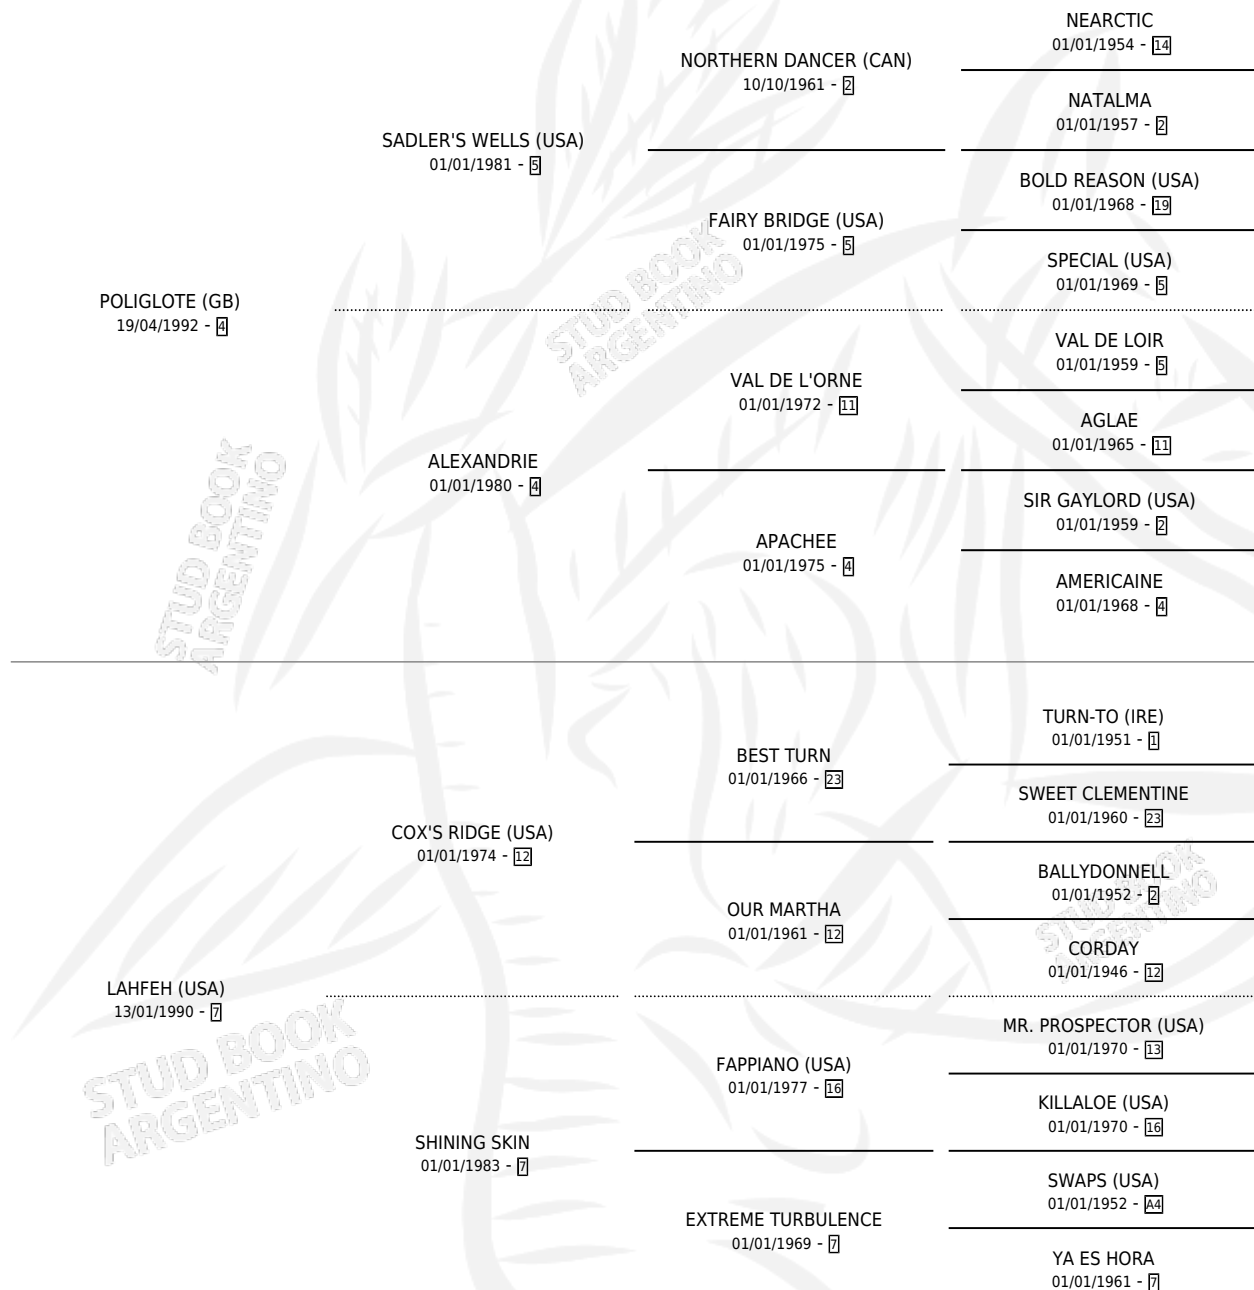 NEARCTIC
01/01/1954 - 14
NORTHERN DANCER (CAN)
10/10/1961 - 2
NATALMA
01/01/1957 - 2
SADLER'S WELLS (USA)
01/01/1981 - 5
BOLD REASON (USA)
01/01/1968 - 19
FAIRY BRIDGE (USA)
01/01/1975 - 5
SPECIAL (USA)
01/01/1969 - 5
POLIGLOTE (GB)
19/04/1992 - 4
STUD BOOK
ARGENTINO
VAL DE LOIR
01/01/1959 - 5
VAL DE L'ORNE
01/01/1972 - 11
AGLAE
01/01/1965 - 11
ALEXANDRIE
01/01/1980 - 4
SIR GAYLORD (USA)
01/01/1959 - 2
APACHEE
01/01/1975 - 4
AMERICAINE
01/01/1968 - 4
STUD BOOK
ARGENTINO
TURN-TO (IRE)
01/01/1951 - 1
BEST TURN
01/01/1966 - 23
SWEET CLEMENTINE
01/01/1960 - 23
COX'S RIDGE (USA)
01/01/1974 - 12
BALLYDONNELL
01/01/1952 - 2
OUR MARTHA
01/01/1961 - 12
CORDAY
01/01/1946 - 12
STUD BOOK
ARGENTINO
LAHFEH (USA)
13/01/1990 - 7
MR. PROSPECTOR (USA)
01/01/1970 - 13
FAPPIANO (USA)
01/01/1977 - 16
KILLALOE (USA)
01/01/1970 - 16
STUD BOOK
ARGENTINO
SHINING SKIN
01/01/1983 - 7
SWAPS (USA)
01/01/1952 - A4
EXTREME TURBULENCE
01/01/1969 - 7
YA ES HORA
01/01/1961 - 7